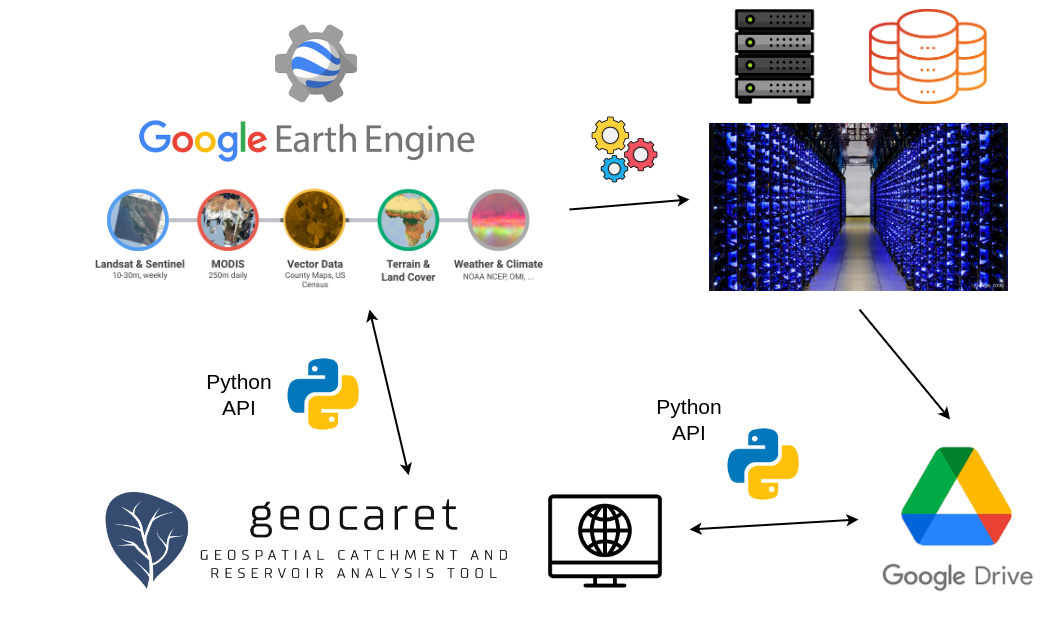 Google Earth Engine
Landsat & Sentinel
10-30m, weekly
MODIS
250m daily
Vector Data
County Maps, US
Census
Terrain &
Land Cover
Weather & Climate
NOAA NCEP, OMI, ...
Python
API
Python
API
geocaret
GEOSPATIAL CATCHMENT AND
RESERVOIR ANALYSIS TOOL
Google Drive